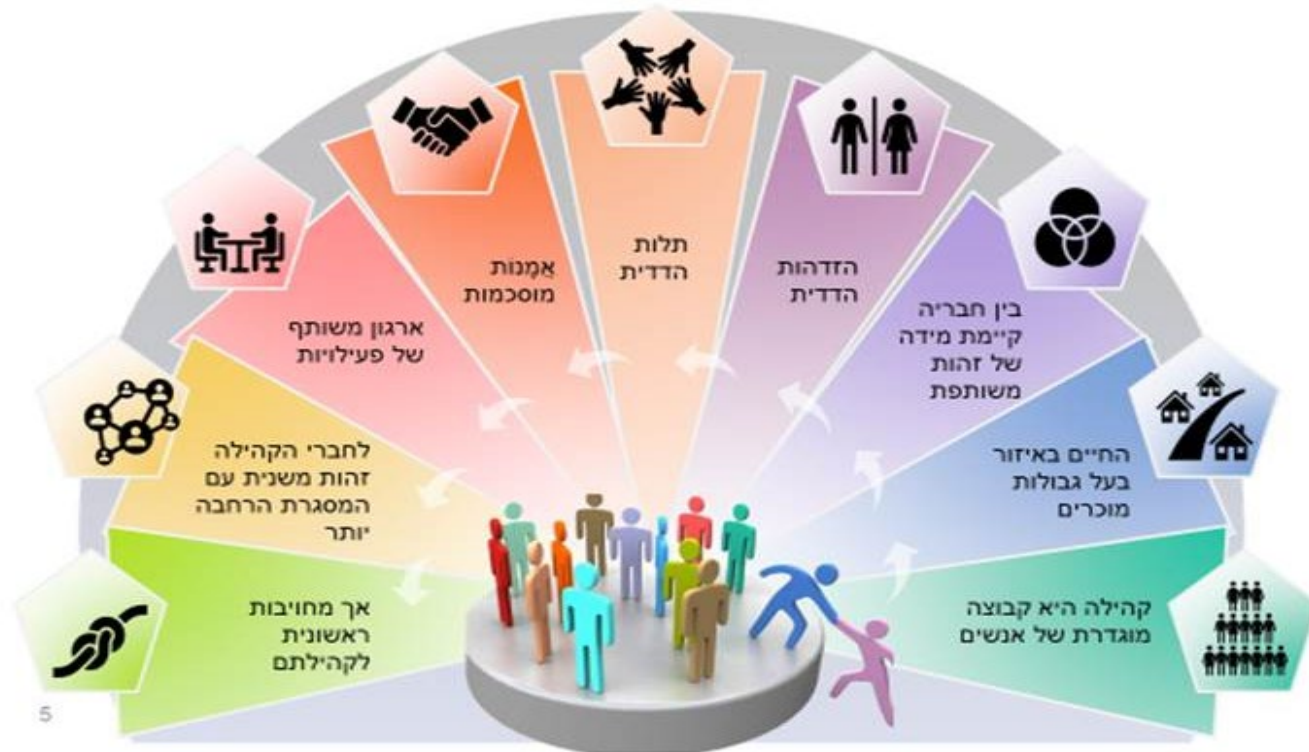 קהילה היא קבוצה
מוגדרת של אנשים
החיים באיזור
בעל גבולות
מוכרים
בין חבריה
קיימת מידה
של זהות
משותפת
הזדהות
הדדית
תלות
הדדית
אֲמָנוֹת
מוסכמות
ארגון משותף
של פעילויות
לחברי הקהילה
זהות משנית עם
המסגרת הרחבה
יותר
אך מחויבות
ראשונית
לקהילתם
5